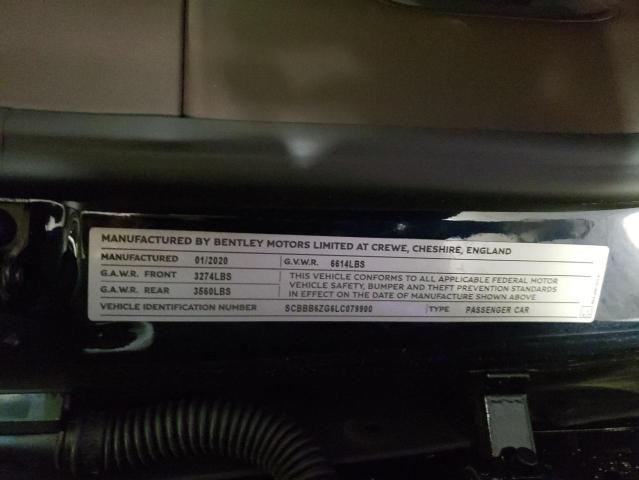 MANUFACTURED BY BENTLEY MOTORS LIMITED AT CREWE, CHESHIRE, ENGLAND
MANUFACTURED 01/2020 G.V.W.R. 6614LBS
G.A.W.R. FRONT 3274LBS
G.A.W.R. REAR 3560LBS
THIS VEHICLE CONFORMS TO ALL APPLICABLE FEDERAL MOTOR
VEHICLE SAFETY, BUMPER AND THEFT PREVENTION STANDARDS
IN EFFECT ON THE DATE OF MANUFACTURE SHOWN ABOVE
VEHICLE IDENTIFICATION NUMBER SCBBB6ZG6LC079900 TYPE PASSENGER CAR